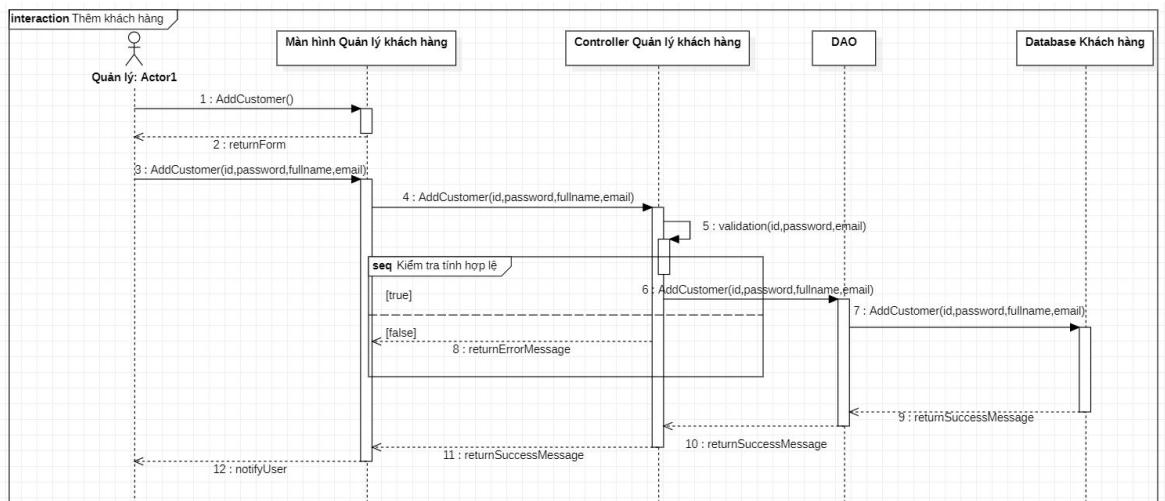 interaction Thêm khách hàng
Quản lý: Actor1
Màn hình Quản lý khách hàng
Controller Quản lý khách hàng
DAO
Database Khách hàng
1 : AddCustomer()
2 : returnForm
3 : AddCustomer(id,password,fullname,email)
4 : AddCustomer(id,password,fullname,email)
5 : validation(id,password,email)
seq Kiểm tra tính hợp lệ
6 : AddCustomer(id,password,fullname,email)
[true]
7 : AddCustomer(id,password,fullname,email)
[false]
8 : returnErrorMessage
9 : returnSuccessMessage
10 : returnSuccessMessage
11 : returnSuccessMessage
12 : notifyUser